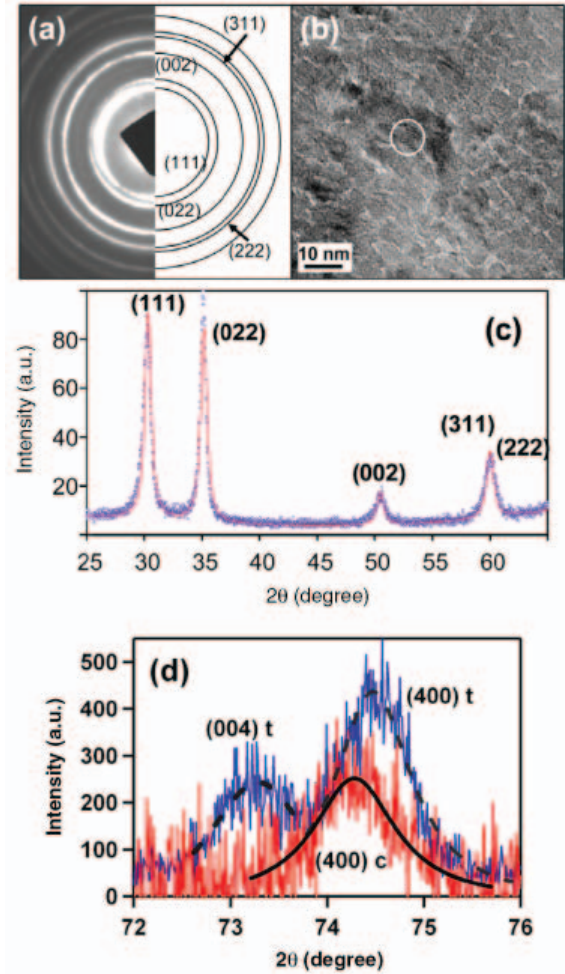 (a)
(311)
(002)
(111)
(022)
(222)
(b)
10 nm
(c)
(111)
(022)
(002)
(311)
(222)
Intensity (a.u.)
80
60
40
20
25 30 35 40 45 50 55 60
2θ (degree)
(d)
(004) t
(400) t
(400) c
Intensity (a.u.)
500
400
300
200
100
0
72 73 74 75 76
2θ (degree)